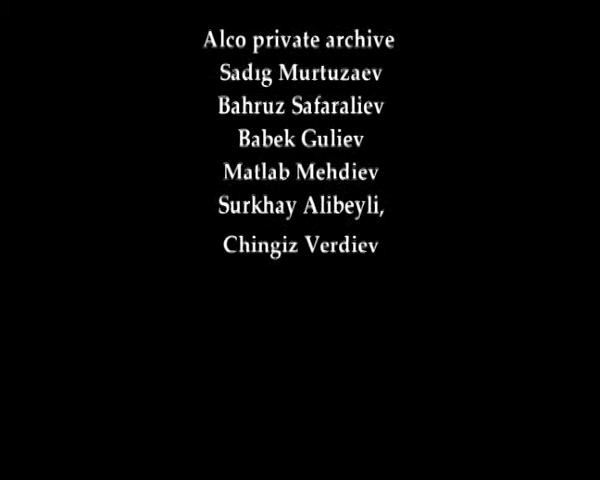 Alco private archive
Sadıg Murtuzaev
Bahruz Safaraliev
Babek Guliev
Matlab Mehdiev
Surkhay Alibeyli,
Chingiz Verdiev